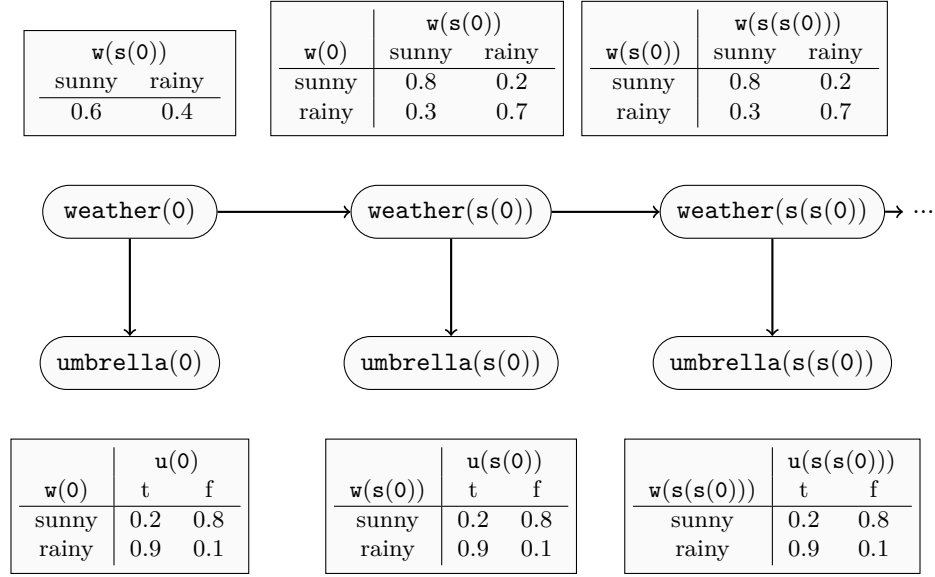 w(s(0))
sunny rainy
0.6 0.4
w(s(0))
w(0) sunny rainy
sunny 0.8 0.2
rainy 0.3 0.7
w(s(s(0)))
w(s(0)) sunny rainy
sunny 0.8 0.2
rainy 0.3 0.7
weather(0)
weather(s(0))
weather(s(s(0))
...
umbrella(0)
umbrella(s(0))
umbrella(s(s(0))
u(0)
w(0) t f
sunny 0.2 0.8
rainy 0.9 0.1
u(s(0))
w(s(0)) t f
sunny 0.2 0.8
rainy 0.9 0.1
u(s(s(0)))
w(s(s(0))) t f
sunny 0.2 0.8
rainy 0.9 0.1